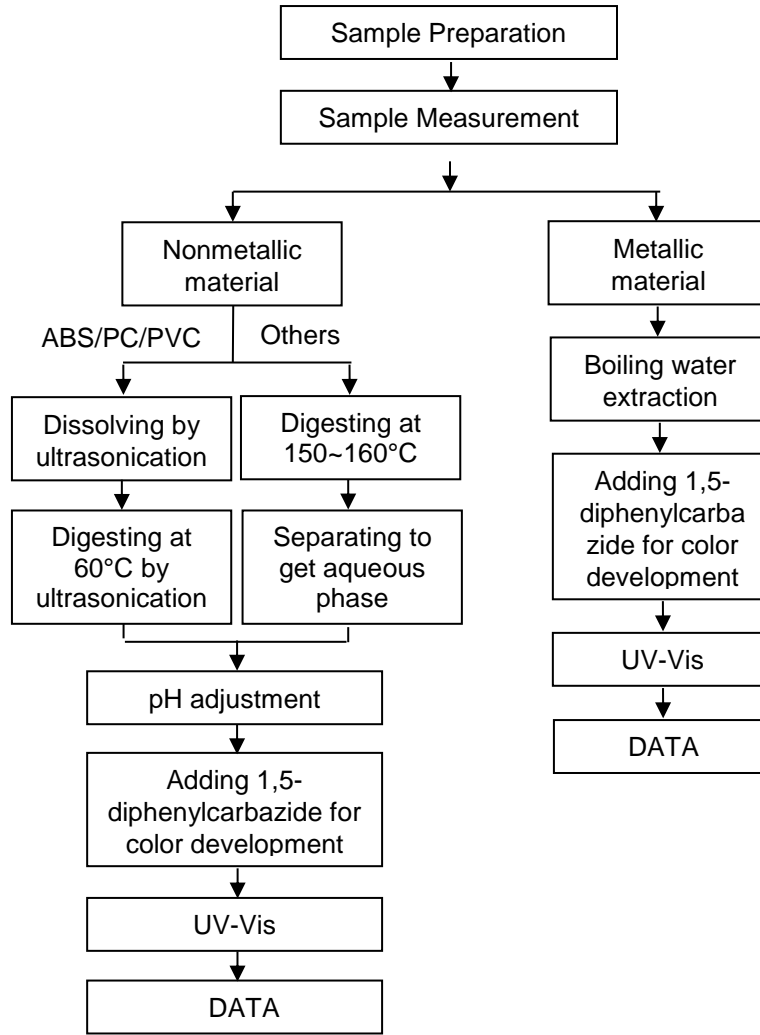 Sample Preparation
Sample Measurement
Nonmetallic
material
ABS/PC/PVC
Others
Dissolving by
ultrasonication
Digesting at
150~160°C
Digesting at
60°C by
ultrasonication
Separating to
get aqueous
phase
pH adjustment
Adding 1,5-
diphenylcarbazide for
color development
UV-Vis
DATA
Metallic
material
Boiling water
extraction
Adding 1,5-
diphenylcarba
zide for color
development
UV-Vis
DATA